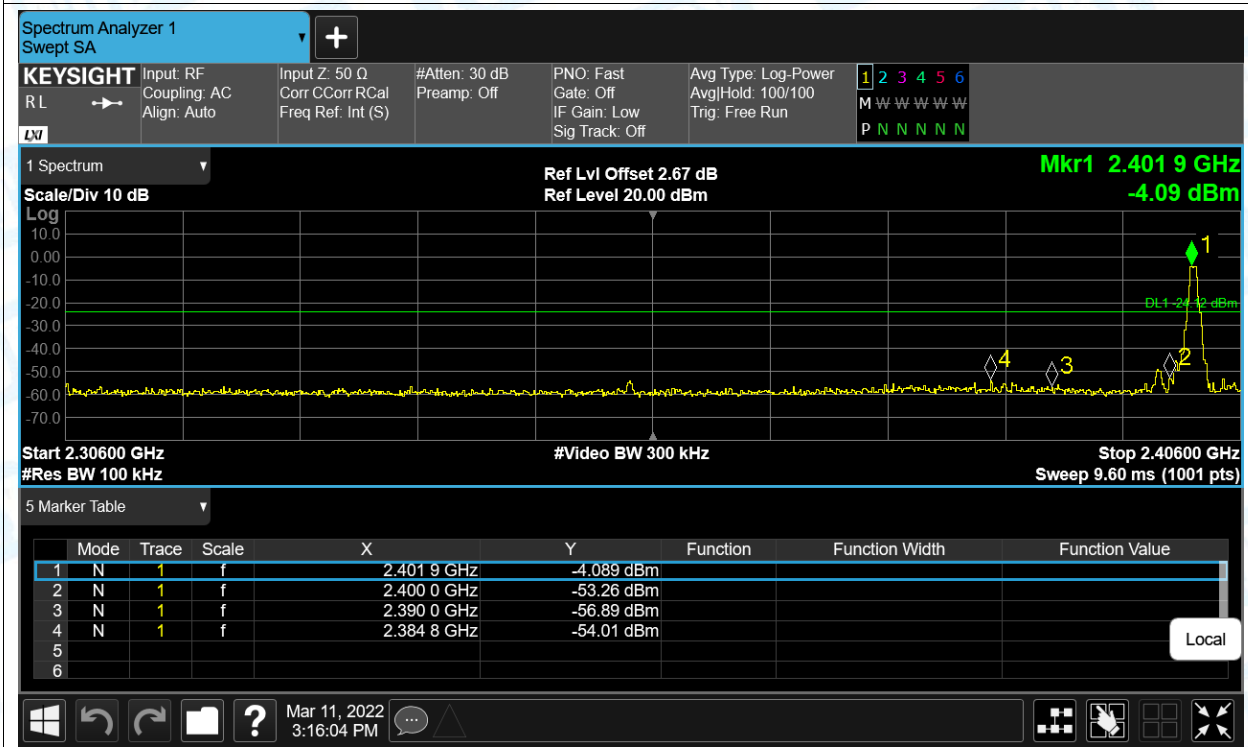 Spectrum Analyzer 1
Swept SA
KEYSIGHT
R L
LXI
Input: RF
Coupling: AC
Align: Auto
Input Z: 50 Ω
Corr CCorr RCal
Freq Ref: Int (S)
#Atten: 30 dB
Preamp: Off
PNO: Fast
Gate: Off
IF Gain: Low
Sig Track: Off
Avg Type: Log-Power
Avg|Hold: 100/100
Trig: Free Run
1 2 3 4 5 6
M W W W W W
P N N N N N
1 Spectrum
Scale/Div 10 dB
Ref Lvl Offset 2.67 dB
Ref Level 20.00 dBm
Mkr1 2.401 9 GHz
-4.09 dBm
Log
10.0
0.00
-10.0
-20.0
-30.0
-40.0
-50.0
-60.0
-70.0
1
DL1 -24.12 dBm
4
3
2
Start 2.30600 GHz
#Video BW 300 kHz
Stop 2.40600 GHz
#Res BW 100 kHz
Sweep 9.60 ms (1001 pts)
5 Marker Table
Mode Trace Scale X Y Function Function Width Function Value
1 N 1 f 2.401 9 GHz -4.089 dBm
2 N 1 f 2.400 0 GHz -53.26 dBm
3 N 1 f 2.390 0 GHz -56.89 dBm
4 N 1 f 2.384 8 GHz -54.01 dBm
5
6
Local
?
Mar 11, 2022
3:16:04 PM